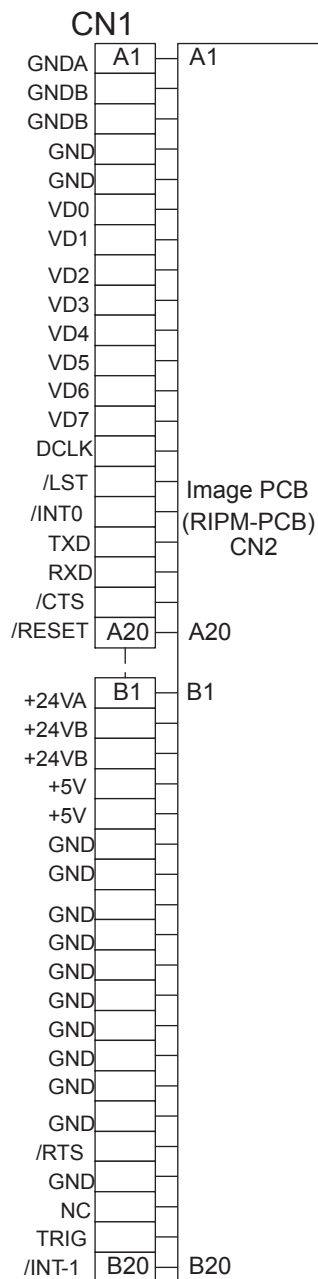 CN1
GNDA A1 A1
GNDB
GNDB
GND
GND
VD0
VD1
VD2
VD3
VD4
VD5
VD6
VD7
DCLK
/LST
Image PCB
/INT0
(RIPM-PCB)
TXD
CN2
RXD
/CTS
/RESET A20 A20
+24VA B1 B1
+24VB
+24VB
+5V
+5V
GND
GND
GND
GND
GND
GND
GND
GND
GND
GND
/RTS
GND
NC
TRIG
/INT-1 B20 B20